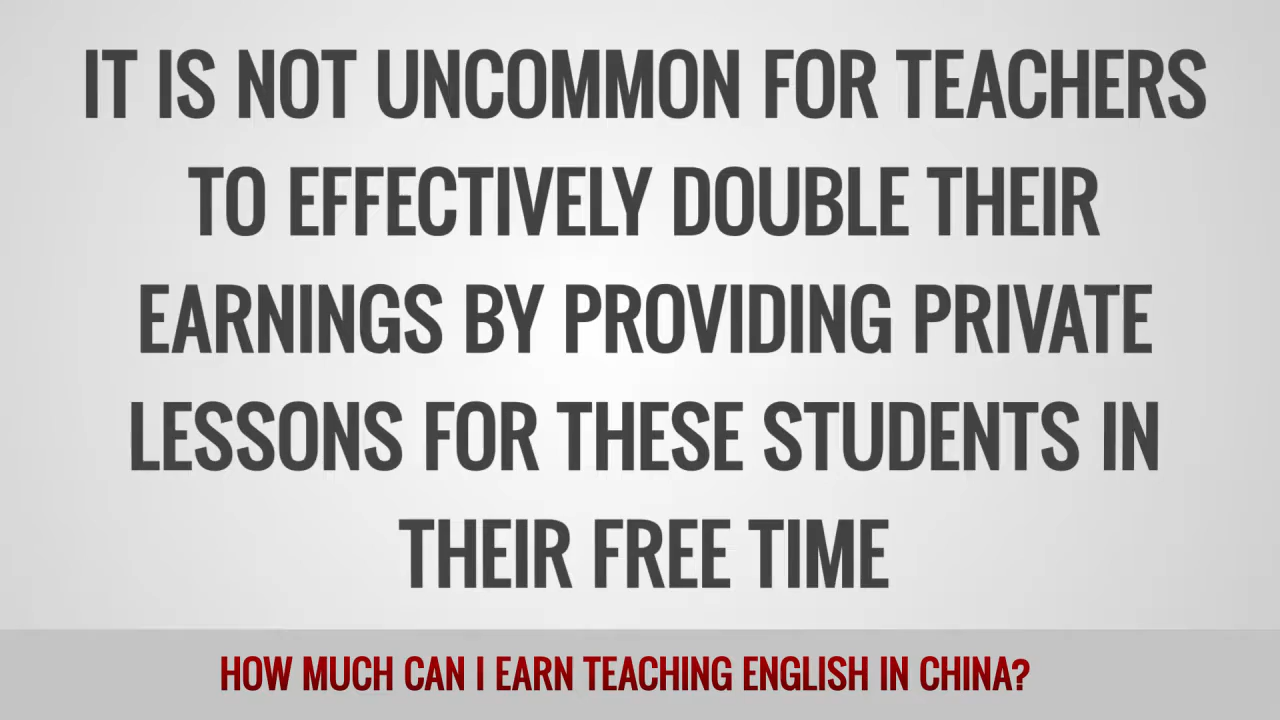 IT IS NOT UNCOMMON FOR TEACHERS
TO EFFECTIVELY DOUBLE THEIR
EARNINGS BY PROVIDING PRIVATE
LESSONS FOR THESE STUDENTS IN
THEIR FREE TIME
HOW MUCH CAN I EARN TEACHING ENGLISH IN CHINA?